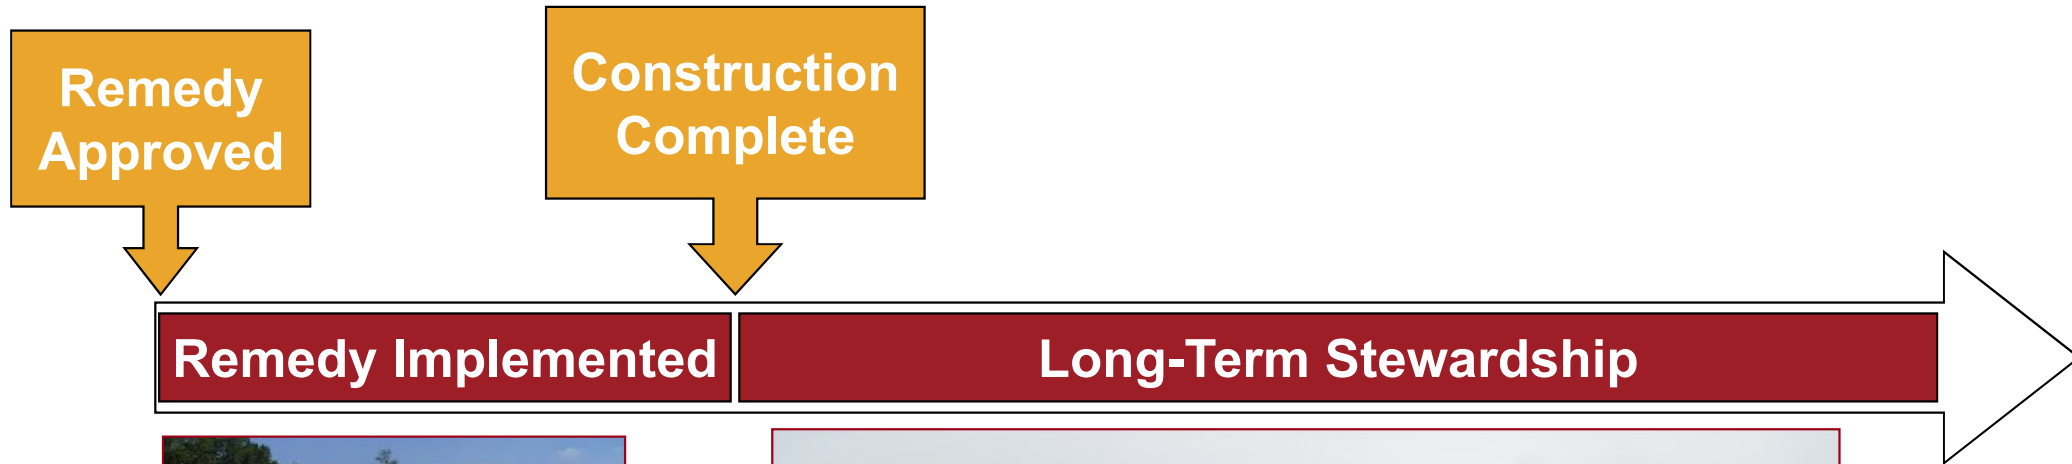 Remedy
Approved
Construction
Complete
Remedy Implemented
Long-Term Stewardship